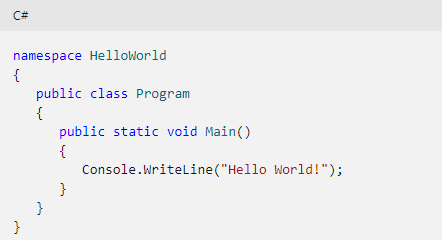 C#
namespace HelloWorld
{
   public class Program
   {
      public static void Main()
      {
         Console.WriteLine("Hello World!");
      }
   }
}